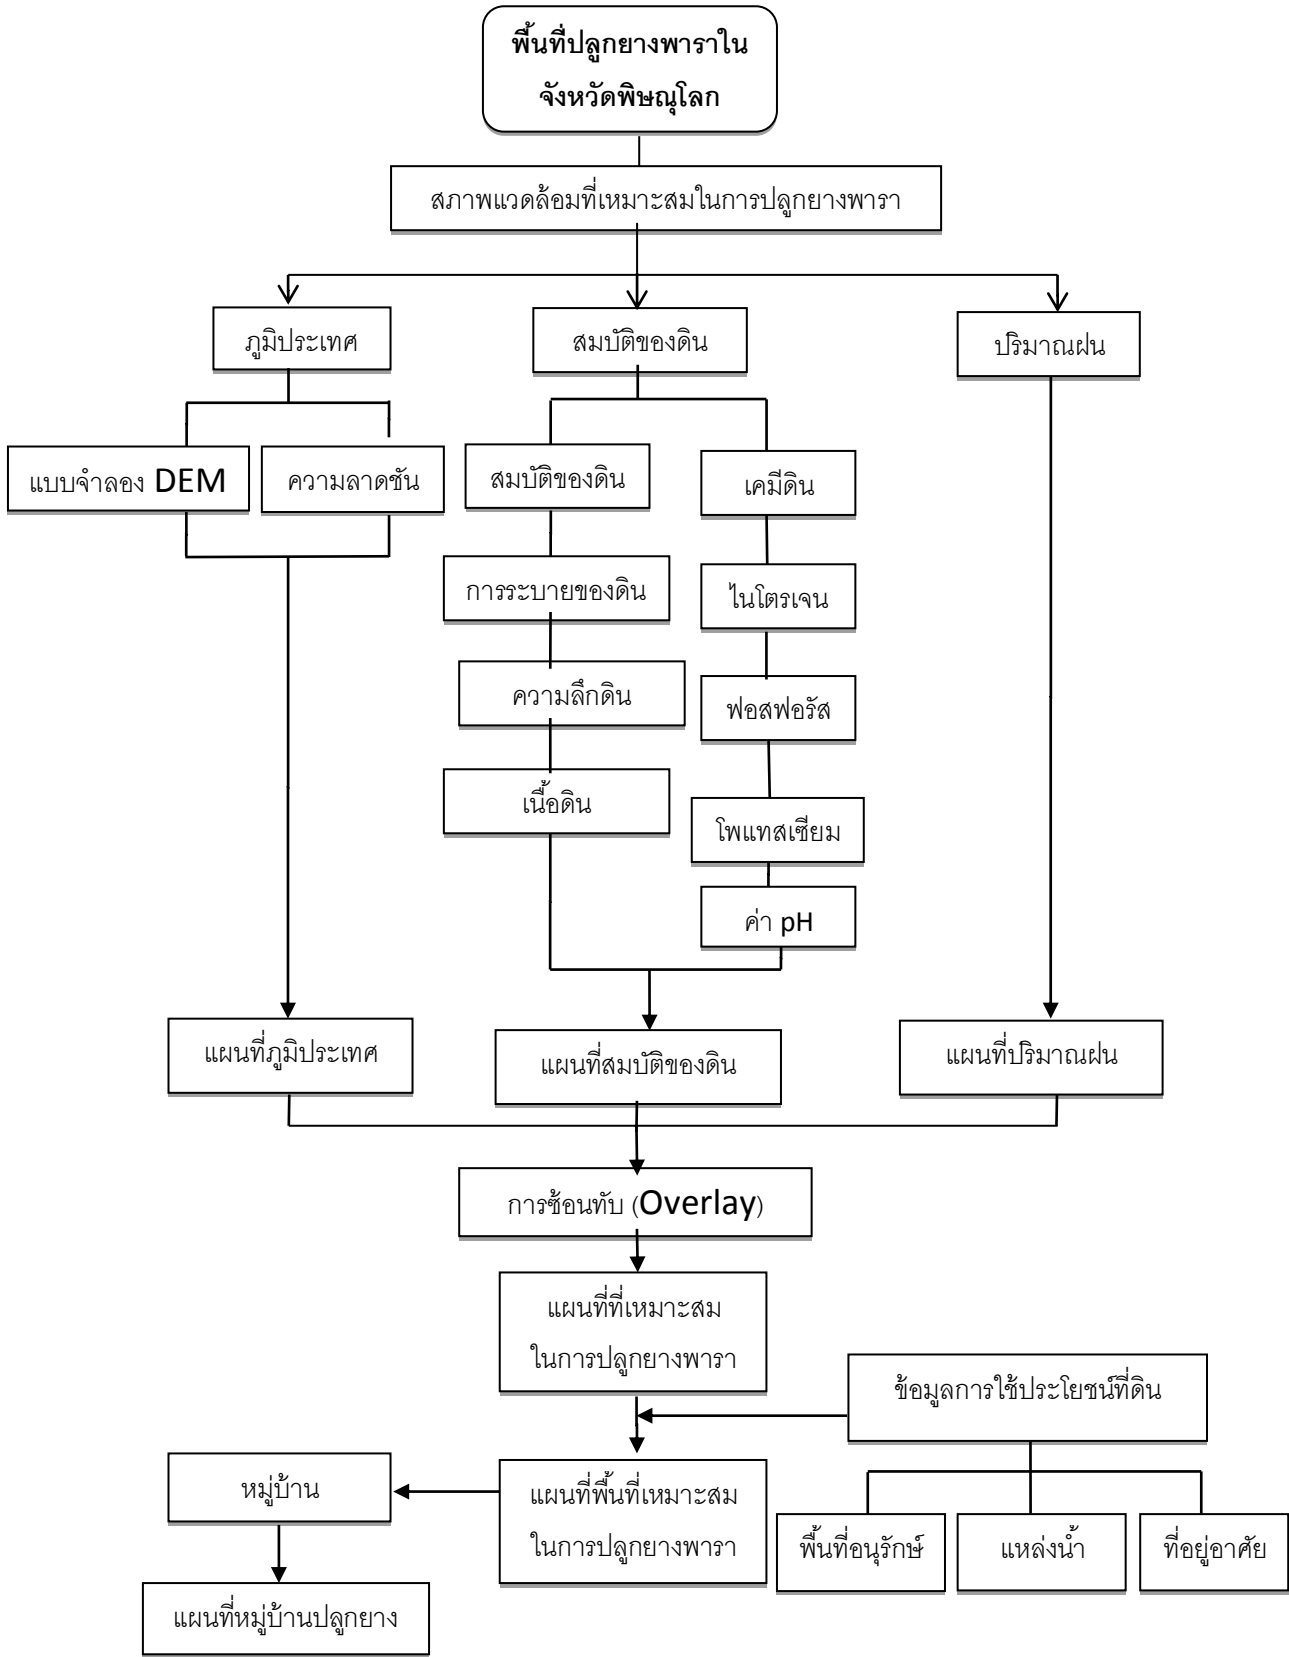 พื้นที่ปลูกยางพาราใน
จังหวัดพิษณุโลก
สภาพแวดล้อมที่เหมาะสมในการปลูกยางพารา
ภูมิประเทศ
สมบัติของดิน
ปริมาณฝน
แบบจำลอง DEM
ความลาดชัน
สมบัติของดิน
เคมีดิน
การระบายของดิน
ไนโตรเจน
ความลึกดิน
ฟอสฟอรัส
เนื้อดิน
โพแทสเซียม
ค่า pH
แผนที่ภูมิประเทศ
แผนที่สมบัติของดิน
แผนที่ปริมาณฝน
การซ้อนทับ (Overlay)
แผนที่ที่เหมาะสม
ในการปลูกยางพารา
ข้อมูลการใช้ประโยชน์ที่ดิน
หมู่บ้าน
แผนที่พื้นที่เหมาะสม
ในการปลูกยางพารา
พื้นที่อนุรักษ์
แหล่งน้ำ
ที่อยู่อาศัย
แผนที่หมู่บ้านปลูกยาง